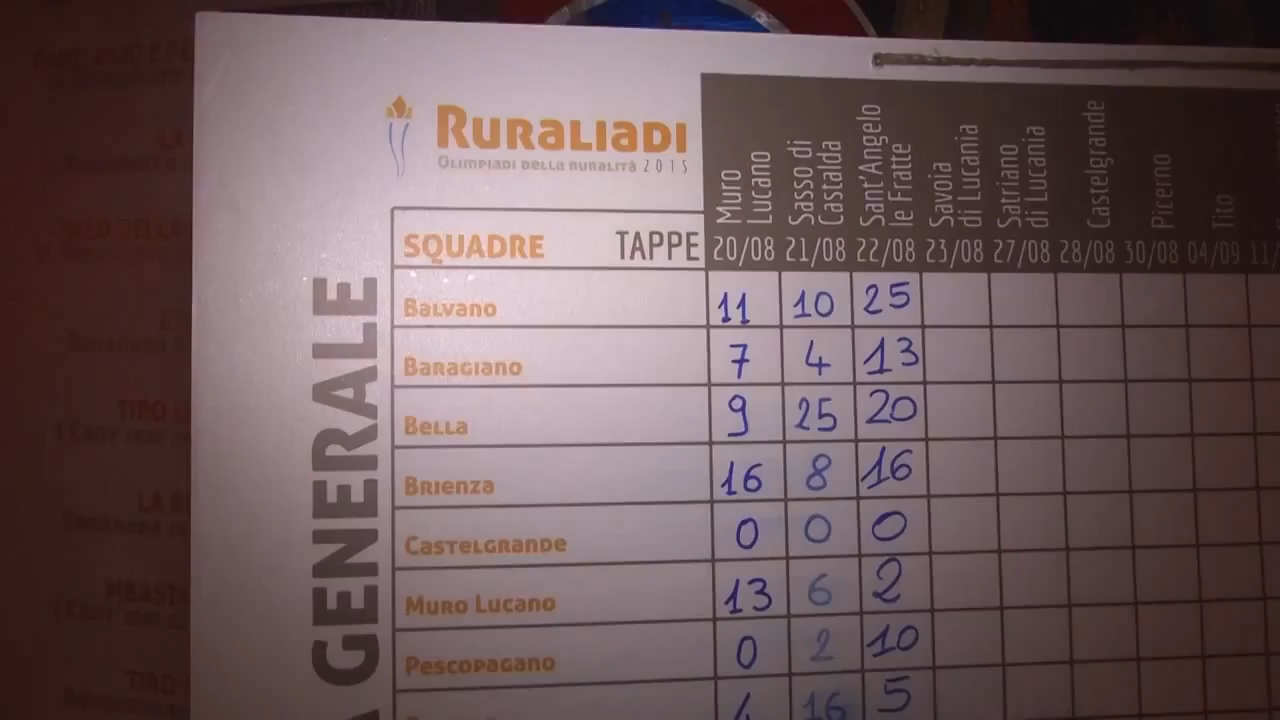 RURALIADI
OLIMPIADI DELLA RURALITÀ 2015
GENERALE
SQUADRE TAPPE
Muro Lucano 20/08
Sasso di Castalda 21/08
Sant'Angelo le Fratte 22/08
Savoia di Lucania 23/08
Satriano di Lucania 27/08
Castelgrande 28/08
Picerno 30/08
Tito 04/09
11/
BALVANO 11 10 25
BARAGIANO 7 4 13
BELLA 9 25 20
BRIENZA 16 8 16
CASTELGRANDE 0 0 0
MURO LUCANO 13 6 2
PESCOPAGANO 0 2 10
16 5